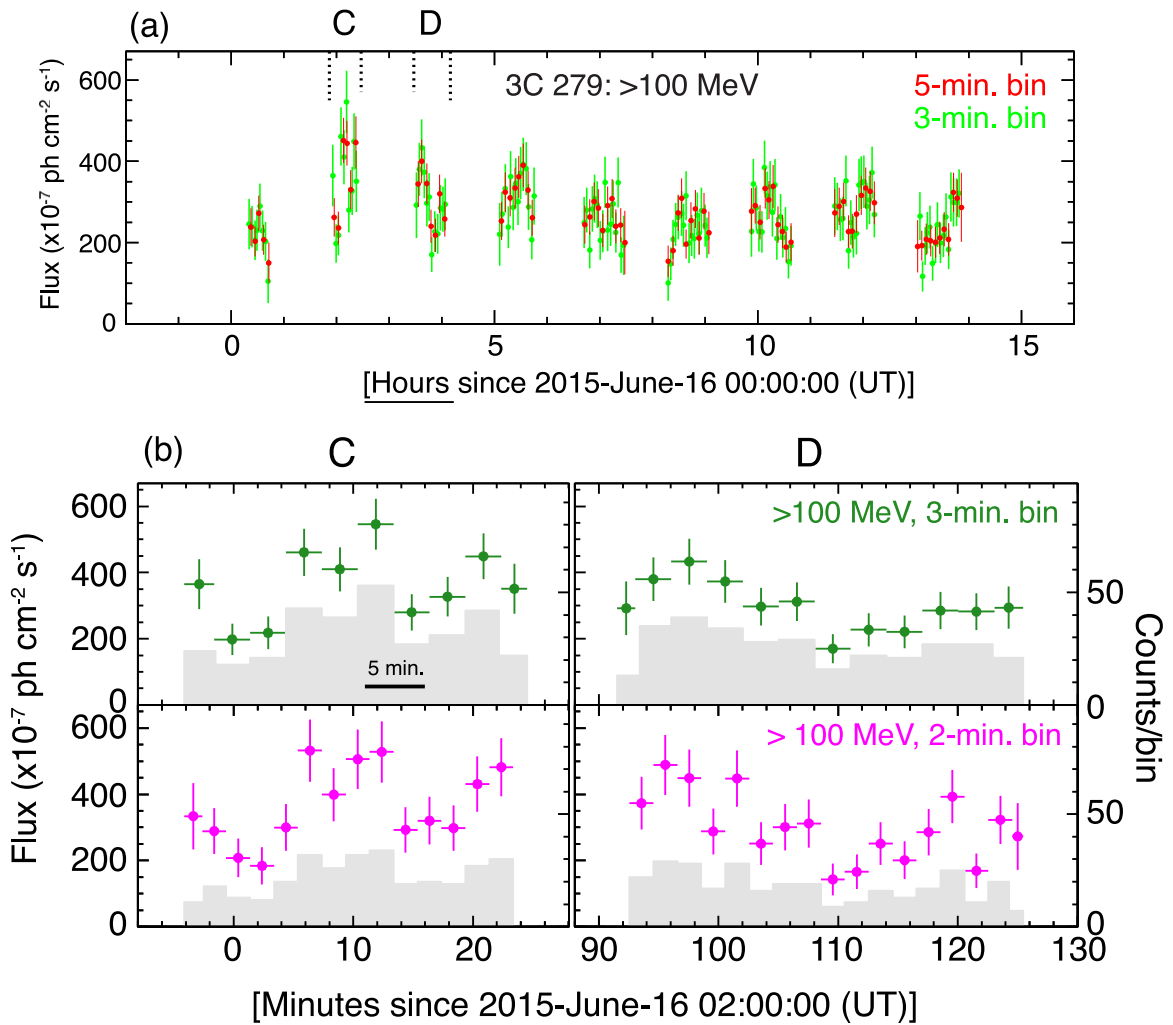 (a) C D
600
400
200
0
3C 279: >100 MeV
5-min. bin
3-min. bin
Flux (x10-7 ph cm-2 s-1)
0 5 10 15
[Hours since 2015-June-16 00:00:00 (UT)]
(b) C D
600
400
200
0
5 min.
>100 MeV, 3-min. bin
50
0
600
400
200
0
> 100 MeV, 2-min. bin
50
0
Flux (x10-7 ph cm-2 s-1)
Counts/bin
0 10 20 90 100 110 120 130
[Minutes since 2015-June-16 02:00:00 (UT)]